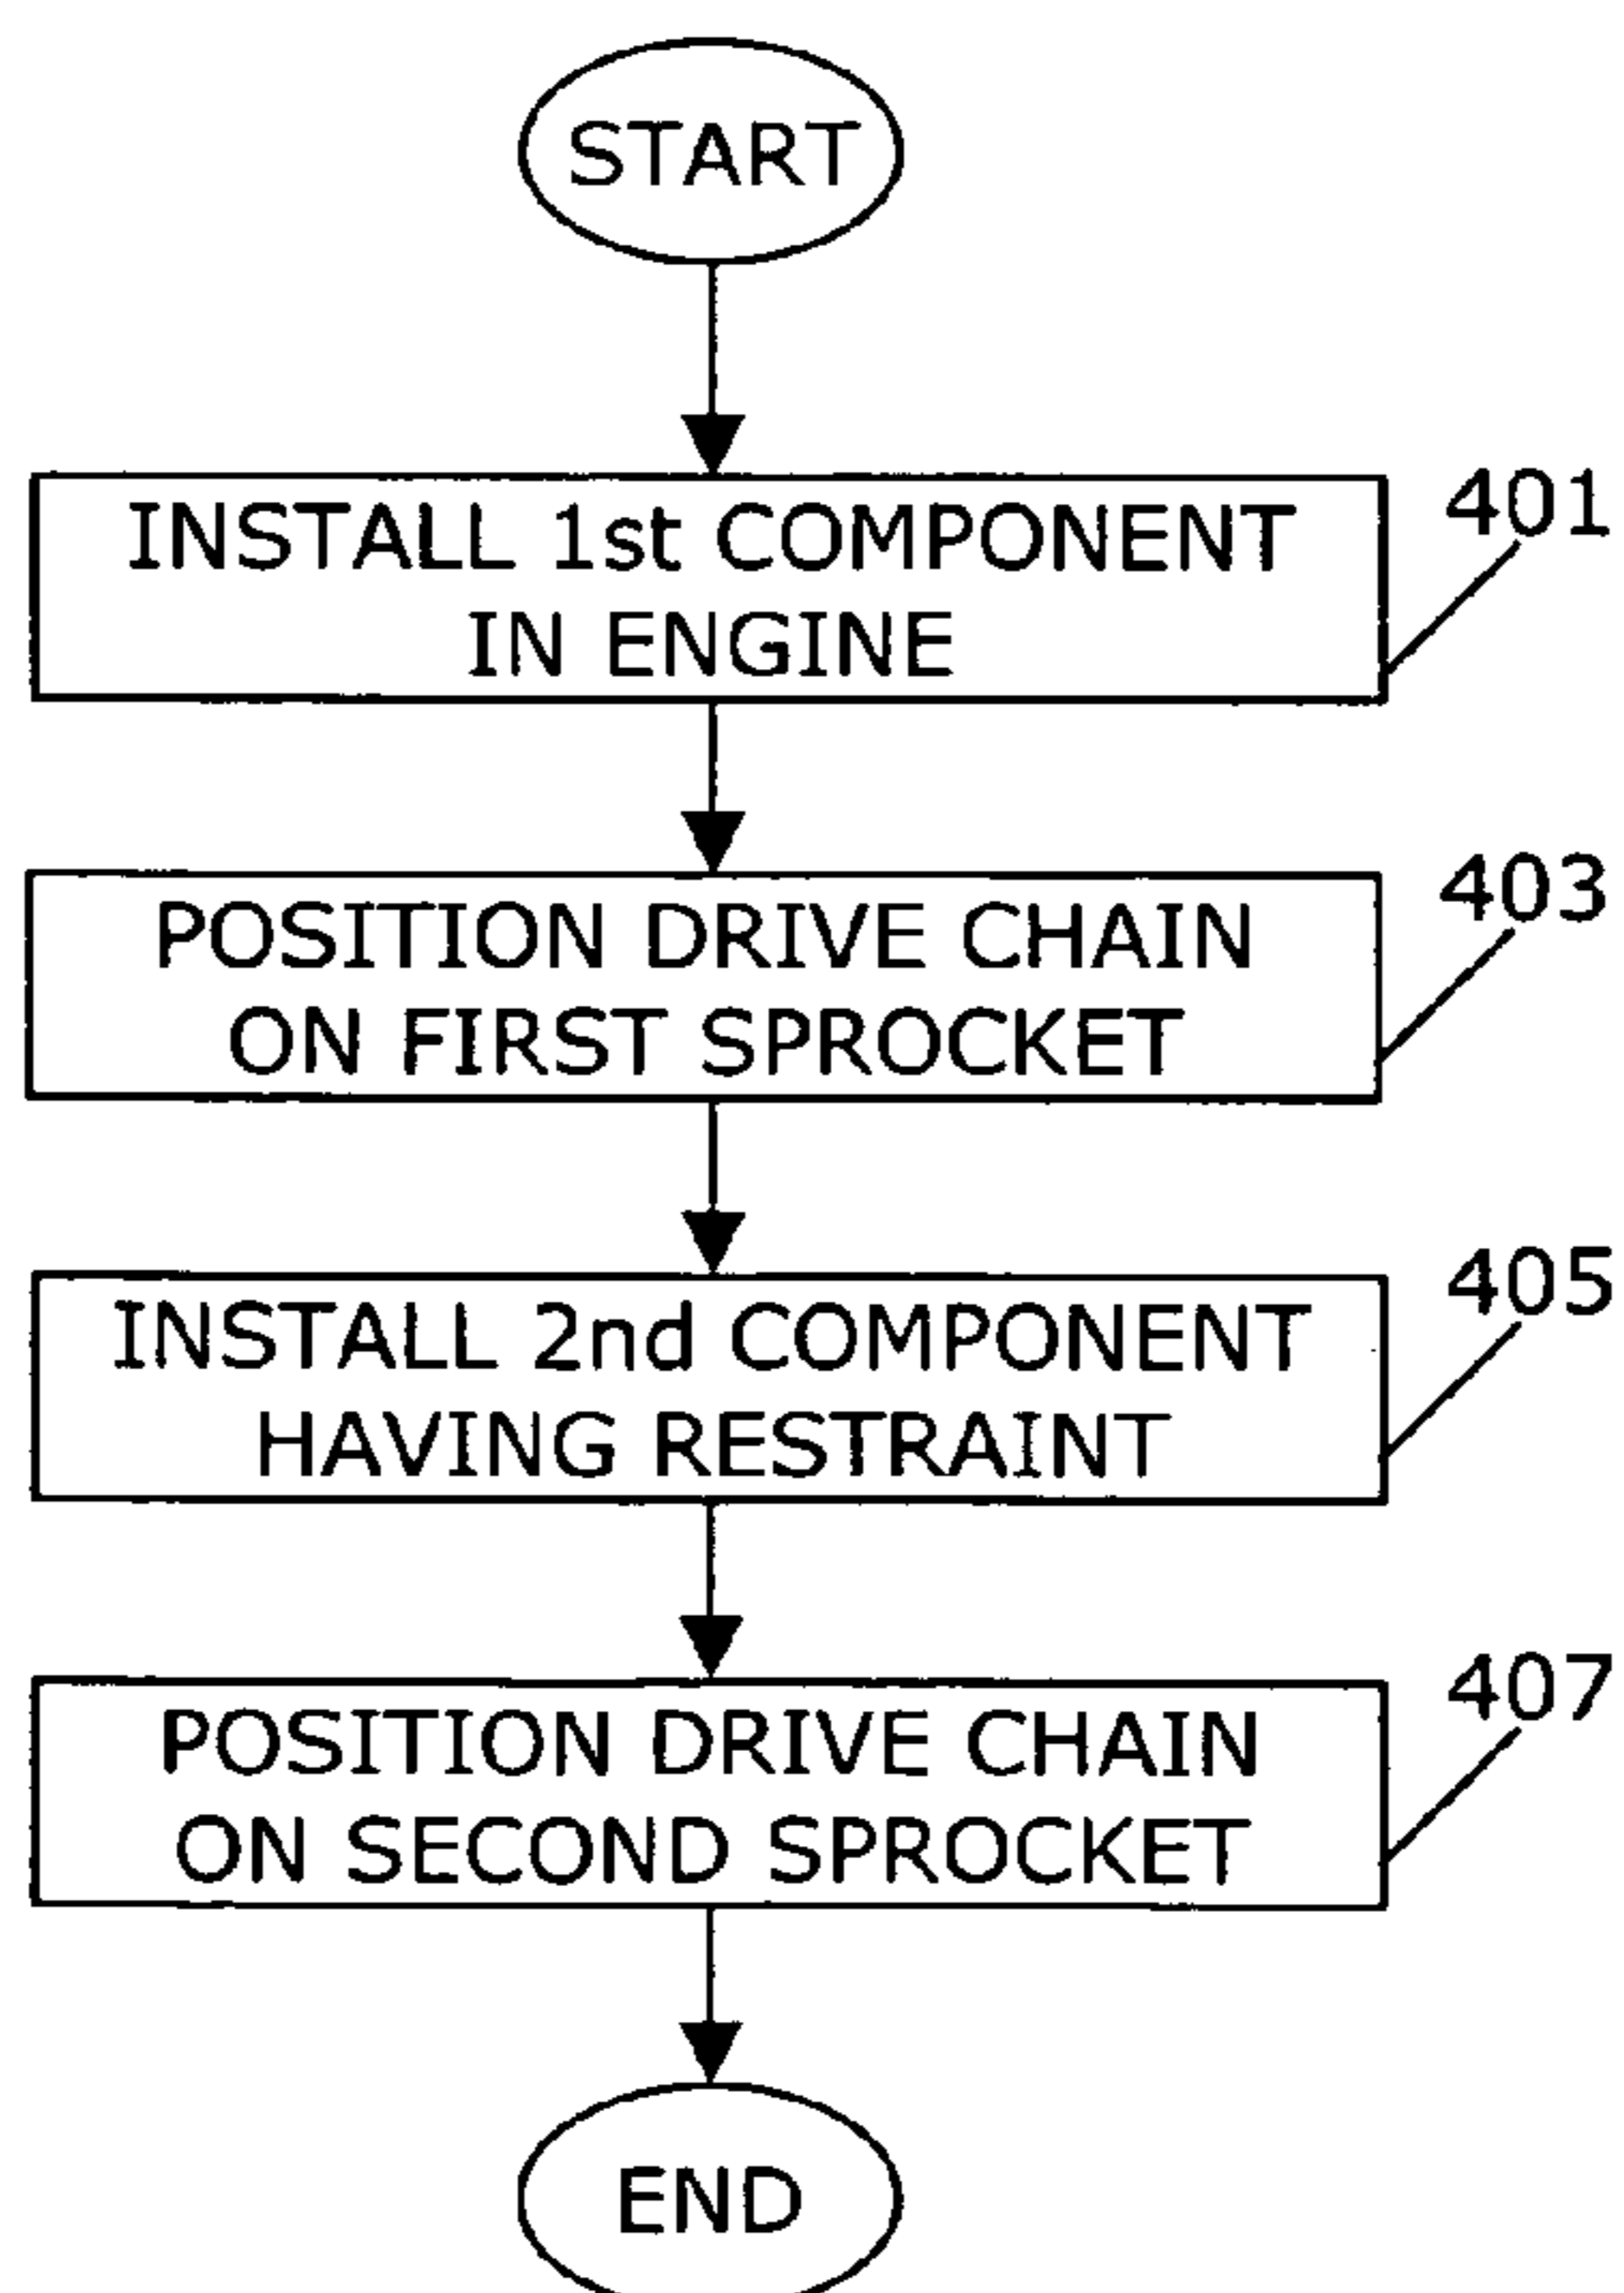 START
INSTALL 1st COMPONENT
IN ENGINE
401
POSITION DRIVE CHAIN
ON FIRST SPROCKET
403
INSTALL 2nd COMPONENT
HAVING RESTRAINT
405
POSITION DRIVE CHAIN
ON SECOND SPROCKET
407
END